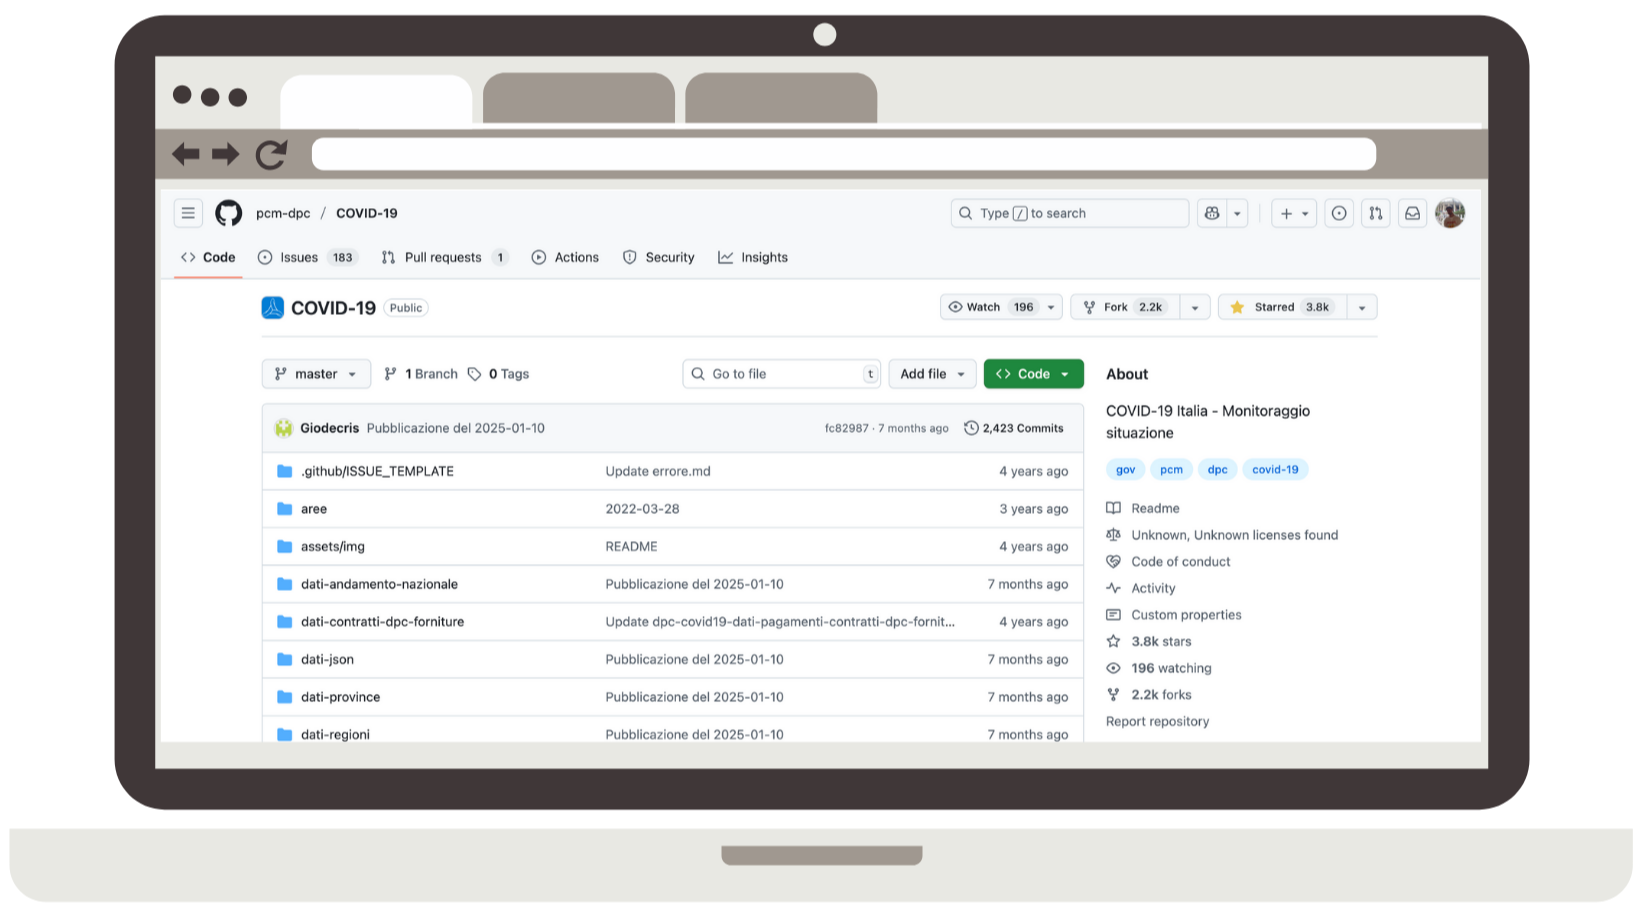 pcm-dpc / COVID-19
Type / to search
Code Issues 183 Pull requests 1 Actions Security Insights
COVID-19 Public
Watch 196 Fork 2.2k Starred 3.8k
master 1 Branch 0 Tags Go to file t Add file Code
Giodecris Pubblicazione del 2025-01-10 fc82987 · 7 months ago 2,423 Commits
.github/ISSUE_TEMPLATE Update errore.md 4 years ago
aree 2022-03-28 3 years ago
assets/img README 4 years ago
dati-andamento-nazionale Pubblicazione del 2025-01-10 7 months ago
dati-contratti-dpc-forniture Update dpc-covid19-dati-pagamenti-contratti-dpc-fornit... 4 years ago
dati-json Pubblicazione del 2025-01-10 7 months ago
dati-province Pubblicazione del 2025-01-10 7 months ago
dati-regioni Pubblicazione del 2025-01-10 7 months ago
About
COVID-19 Italia - Monitoraggio
situazione
gov pcm dpc covid-19
Readme
Unknown, Unknown licenses found
Code of conduct
Activity
Custom properties
3.8k stars
196 watching
2.2k forks
Report repository